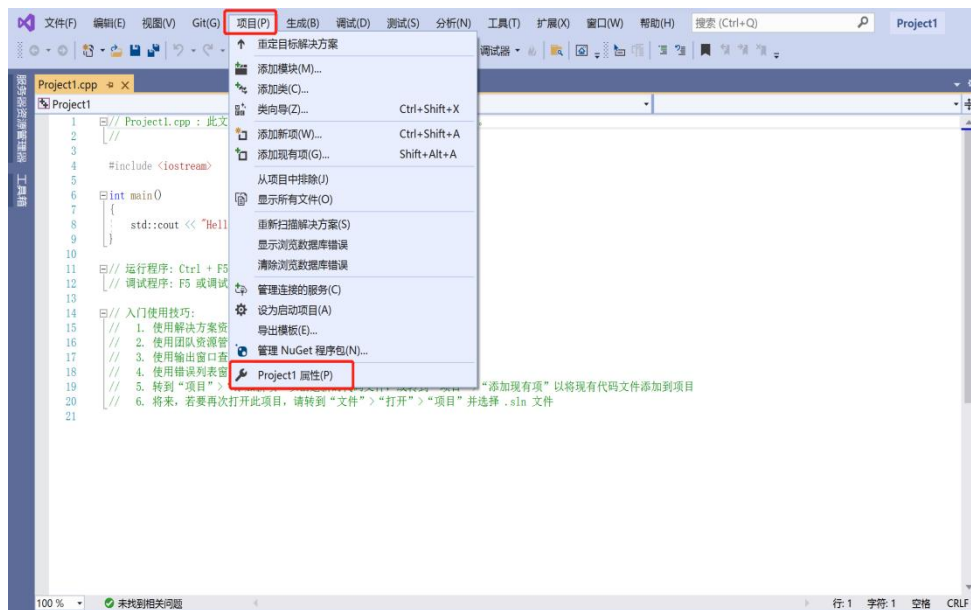 文件(F) 编辑(E) 视图(V) Git(G) 项目(P) 生成(B) 调试(D) 测试(S) 分析(N) 工具(T) 扩展(X) 窗口(W) 帮助(H) 搜索 (Ctrl+Q) Project1
调试器
服务器资源管理器
工具箱
Project1.cpp
Project1
重定目标解决方案
添加模块(M)...
添加类(C)...
类向导(Z)... Ctrl+Shift+X
添加新项(W)... Ctrl+Shift+A
添加现有项(G)... Shift+Alt+A
从项目中排除(J)
显示所有文件(O)
重新扫描解决方案(S)
显示浏览数据库错误
清除浏览数据库错误
管理连接的服务(C)
设为启动项目(A)
导出模板(E)...
管理 NuGet 程序包(N)...
Project1 属性(P)
1 // Project1.cpp : 此文
2 //
3
4 #include <iostream>
5
6 int main()
7 {
8 std::cout << "Hell
9 }
10
11 // 运行程序: Ctrl + F5
12 // 调试程序: F5 或调试
13
14 // 入门使用技巧:
15 // 1. 使用解决方案资
16 // 2. 使用团队资源管
17 // 3. 使用输出窗口查
18 // 4. 使用错误列表窗
19 // 5. 转到“项目”> “添加现有项”以将现有代码文件添加到项目
20 // 6. 将来，若要再次打开此项目，请转到“文件”>“打开”>“项目”并选择 .sln 文件
21
100 % 未找到相关问题 行: 1 字符: 1 空格 CRLF